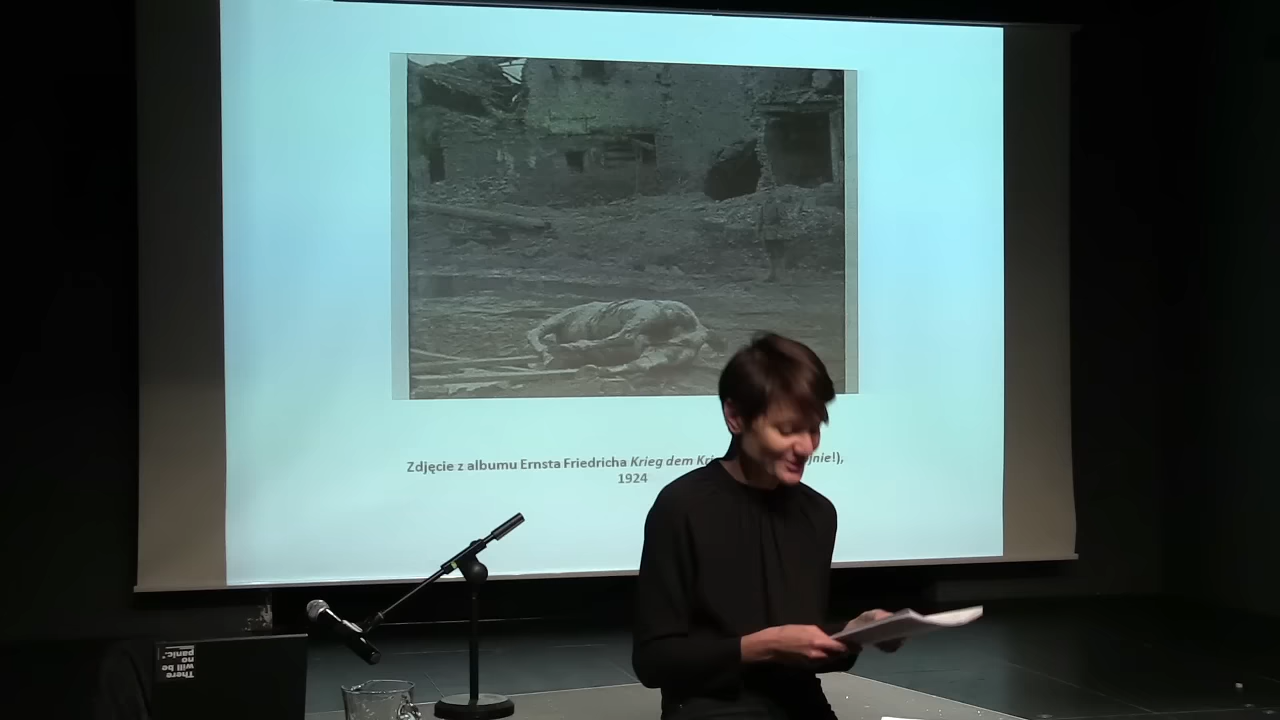 Zdjęcie z albumu Ernsta Friedricha Krieg dem !),
1924
There
will be
no
panic.